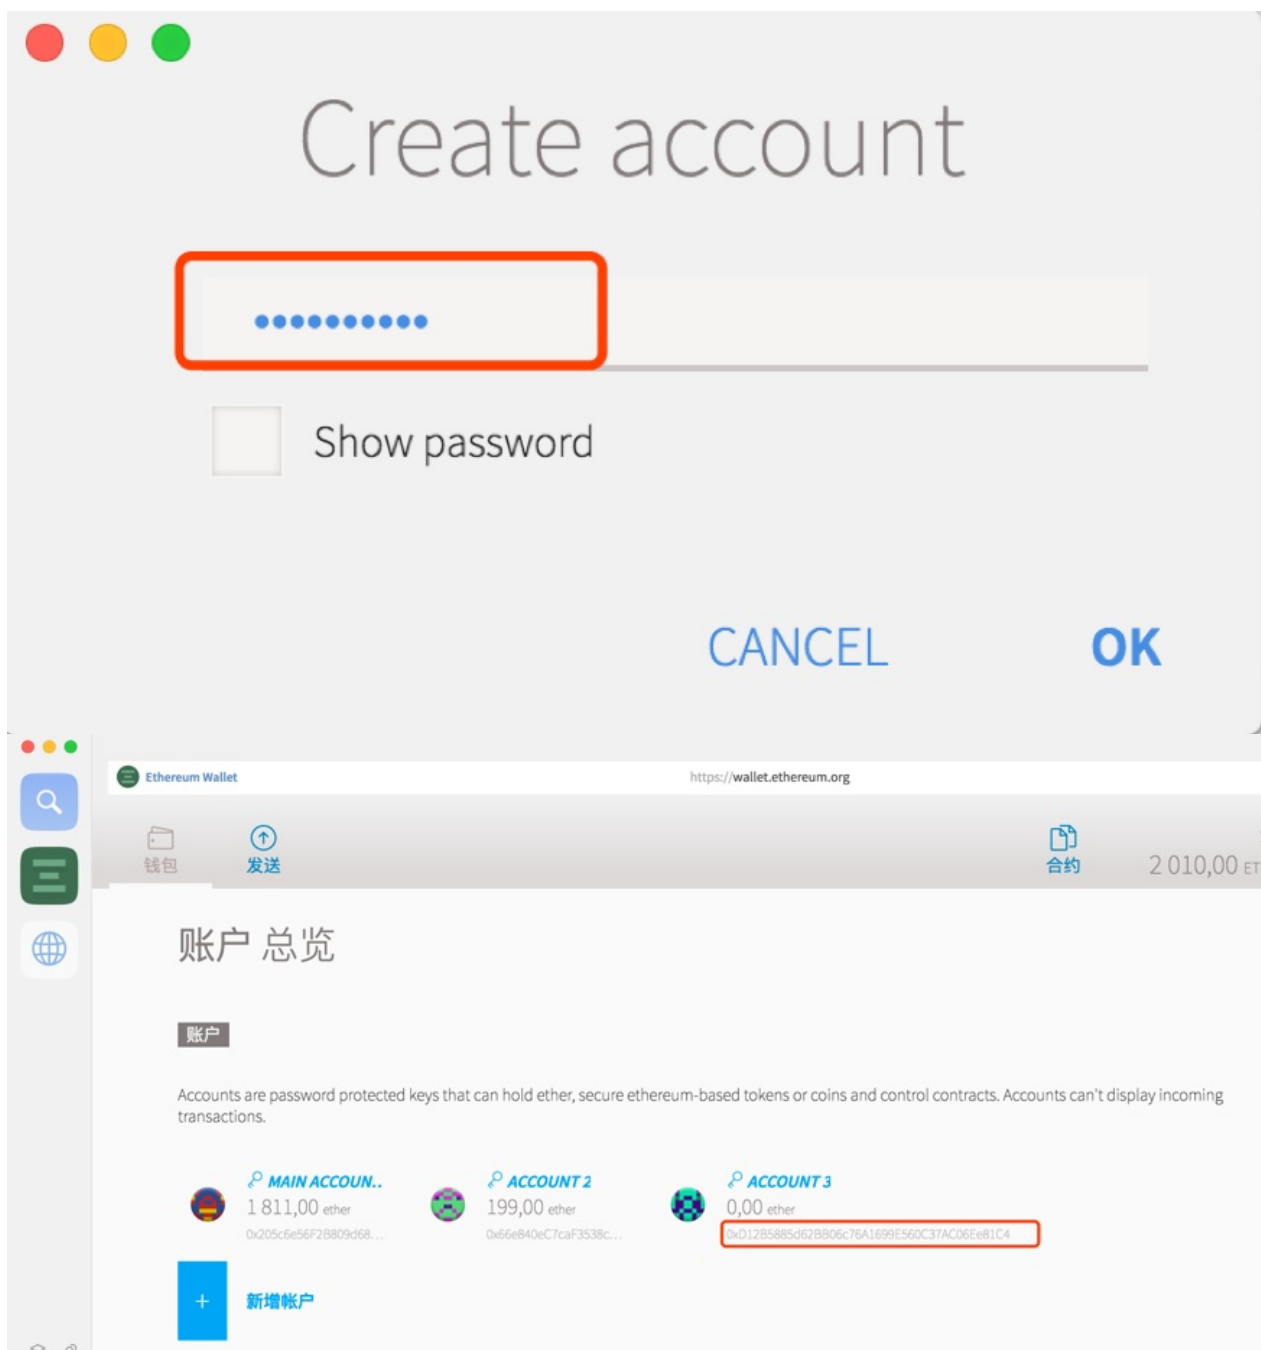 Create account
••••••••••
Show password
CANCEL OK
Ethereum Wallet https://wallet.ethereum.org
钱包 发送 合约 2 010,00 ET
账户 总览
账户
Accounts are password protected keys that can hold ether, secure ethereum-based tokens or coins and control contracts. Accounts can't display incoming
transactions.
MAIN ACCOUN.. ACCOUNT 2 ACCOUNT 3
1 811,00 ether 199,00 ether 0,00 ether
0x205c6e56F2B809d68... 0x66e840eC7caF3538c... 0xD12B5885d62BB06c76A1699E560C37AC06Ee81C4
+ 新增帐户